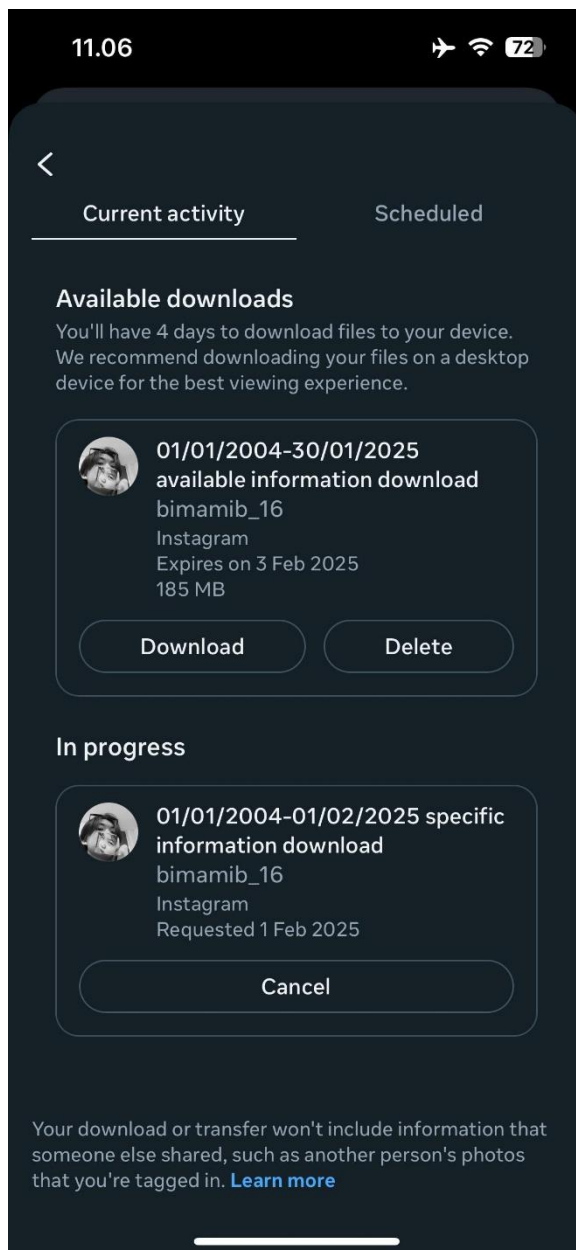 11.06
72
Current activity
Scheduled
Available downloads
You'll have 4 days to download files to your device.
We recommend downloading your files on a desktop
device for the best viewing experience.
01/01/2004-30/01/2025
available information download
bimamib_16
Instagram
Expires on 3 Feb 2025
185 MB
Download
Delete
In progress
01/01/2004-01/02/2025 specific
information download
bimamib_16
Instagram
Requested 1 Feb 2025
Cancel
Your download or transfer won't include information that
someone else shared, such as another person's photos
that you're tagged in. Learn more